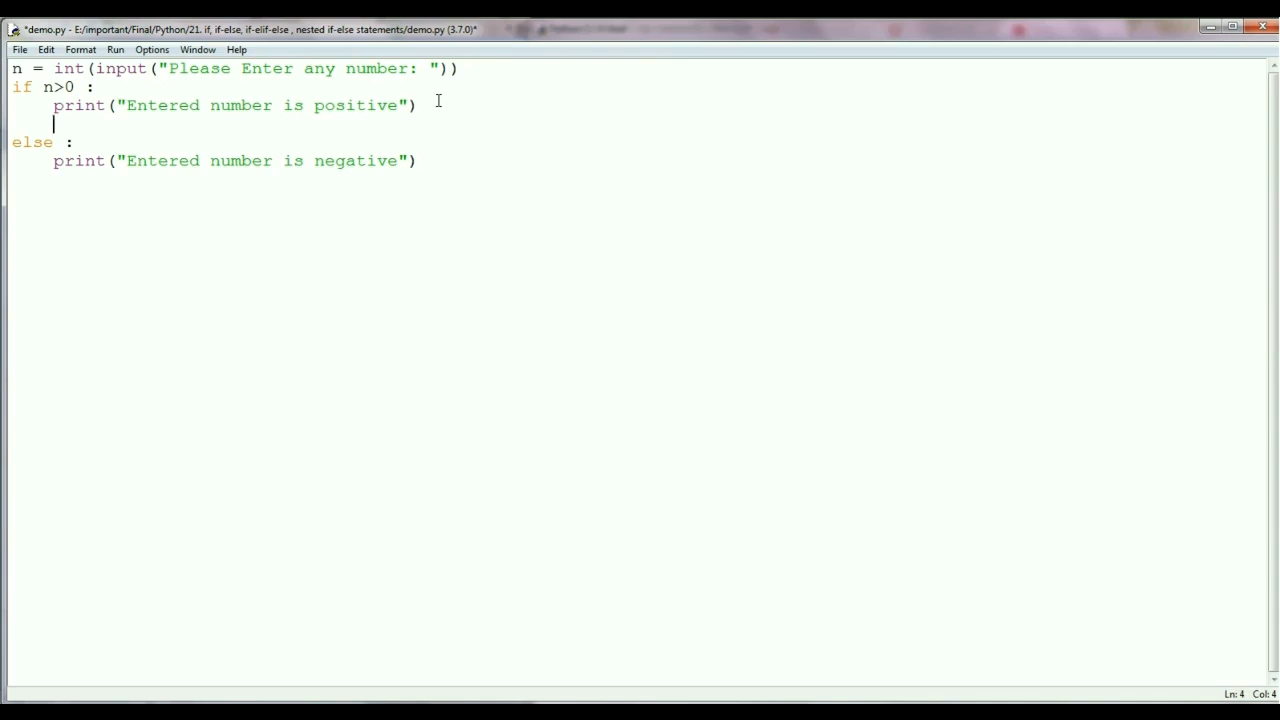 *demo.py - E:/important/Final/Python/21. if, if-else, if-elif-else , nested if-else statements/demo.py (3.7.0)*
File Edit Format Run Options Window Help
n = int(input("Please Enter any number: "))
if n>0 :
    print("Entered number is positive")
else :
    print("Entered number is negative")
Ln: 4 Col: 4